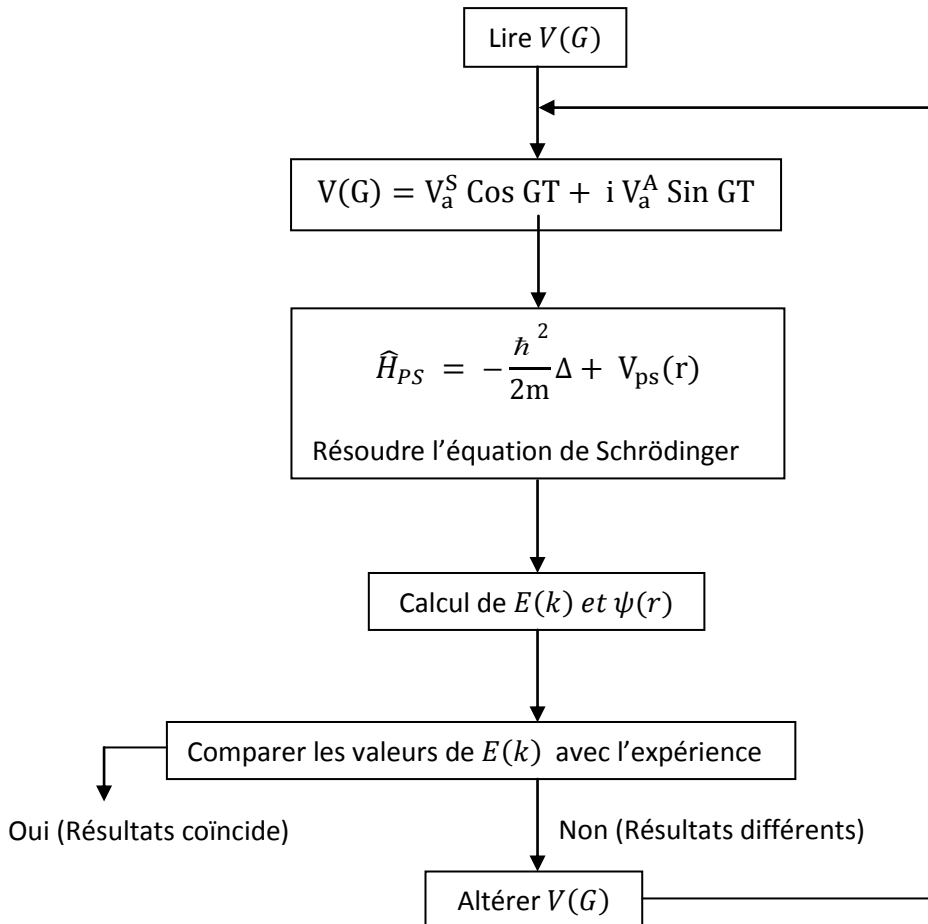 Lire V(G)
V(G) = V_a^S Cos GT + i V_a^A Sin GT
Ĥ_PS = − ℏ²/2m Δ + V_ps(r)
Résoudre l’équation de Schrödinger
Calcul de E(k) et ψ(r)
Comparer les valeurs de E(k) avec l’expérience
Oui (Résultats coïncide)
Non (Résultats différents)
Altérer V(G)